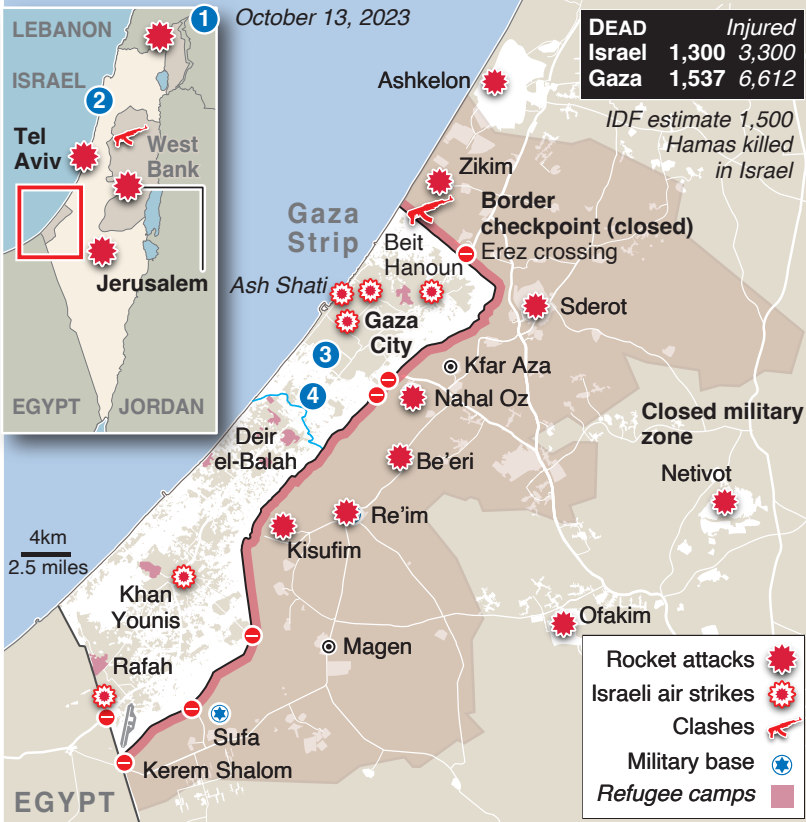 October 13, 2023
DEAD Injured
Israel 1,300 3,300
Gaza 1,537 6,612
IDF estimate 1,500
Hamas killed
in Israel
1
LEBANON
ISRAEL
2
Tel
Aviv
West
Bank
Jerusalem
EGYPT
JORDAN
Ashkelon
Zikim
Border
checkpoint (closed)
Erez crossing
Gaza
Strip
Beit
Hanoun
Ash Shati
Gaza
City
Sderot
3
Kfar Aza
4
Nahal Oz
Closed military
zone
Deir
el-Balah
Be'eri
Netivot
Re'im
Kisufim
4km
2.5 miles
Khan
Younis
Ofakim
Magen
Rafah
Sufa
Kerem Shalom
EGYPT
Rocket attacks
Israeli air strikes
Clashes
Military base
Refugee camps